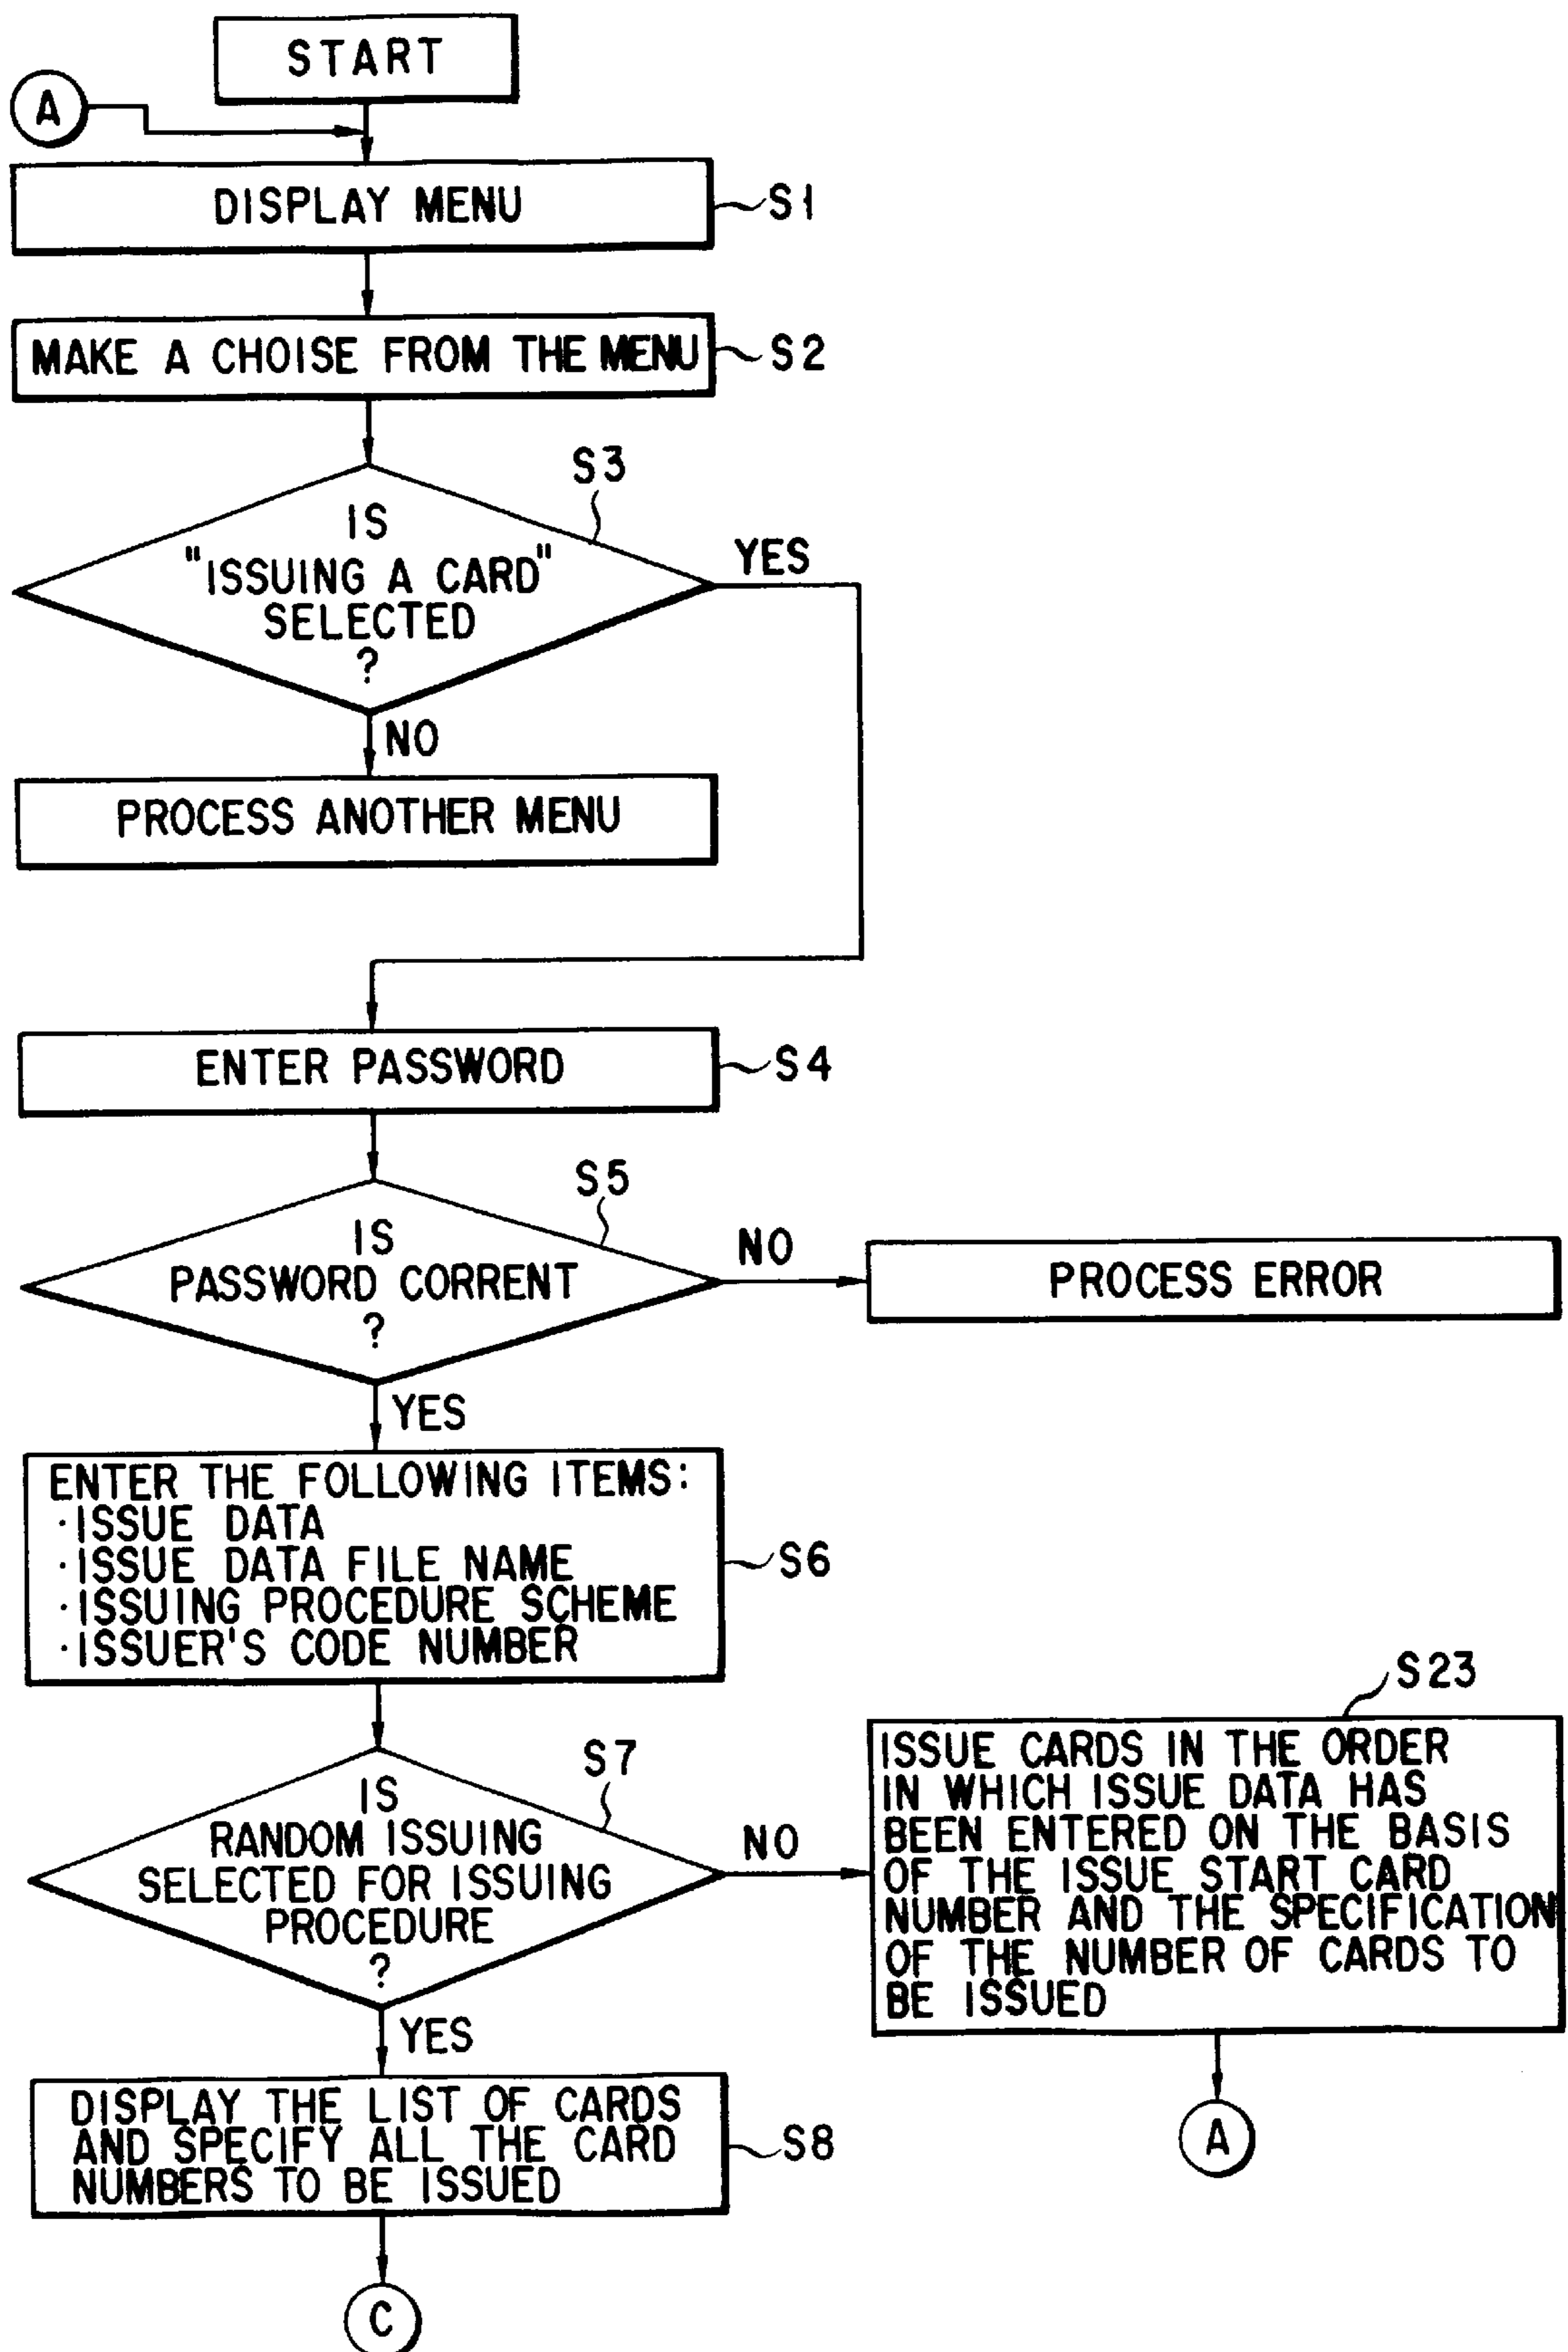 START
A
DISPLAY MENU
S1
MAKE A CHOISE FROM THE MENU
S2
S3
IS
"ISSUING A CARD"
SELECTED
?
YES
NO
PROCESS ANOTHER MENU
ENTER PASSWORD
S4
S5
IS
PASSWORD CORRENT
?
NO
PROCESS ERROR
YES
ENTER THE FOLLOWING ITEMS:
·ISSUE DATA
·ISSUE DATA FILE NAME
·ISSUING PROCEDURE SCHEME
·ISSUER'S CODE NUMBER
S6
S7
IS
RANDOM ISSUING
SELECTED FOR ISSUING
PROCEDURE
?
NO
S23
ISSUE CARDS IN THE ORDER
IN WHICH ISSUE DATA HAS
BEEN ENTERED ON THE BASIS
OF THE ISSUE START CARD
NUMBER AND THE SPECIFICATION
OF THE NUMBER OF CARDS TO
BE ISSUED
A
YES
DISPLAY THE LIST OF CARDS
AND SPECIFY ALL THE CARD
NUMBERS TO BE ISSUED
S8
C